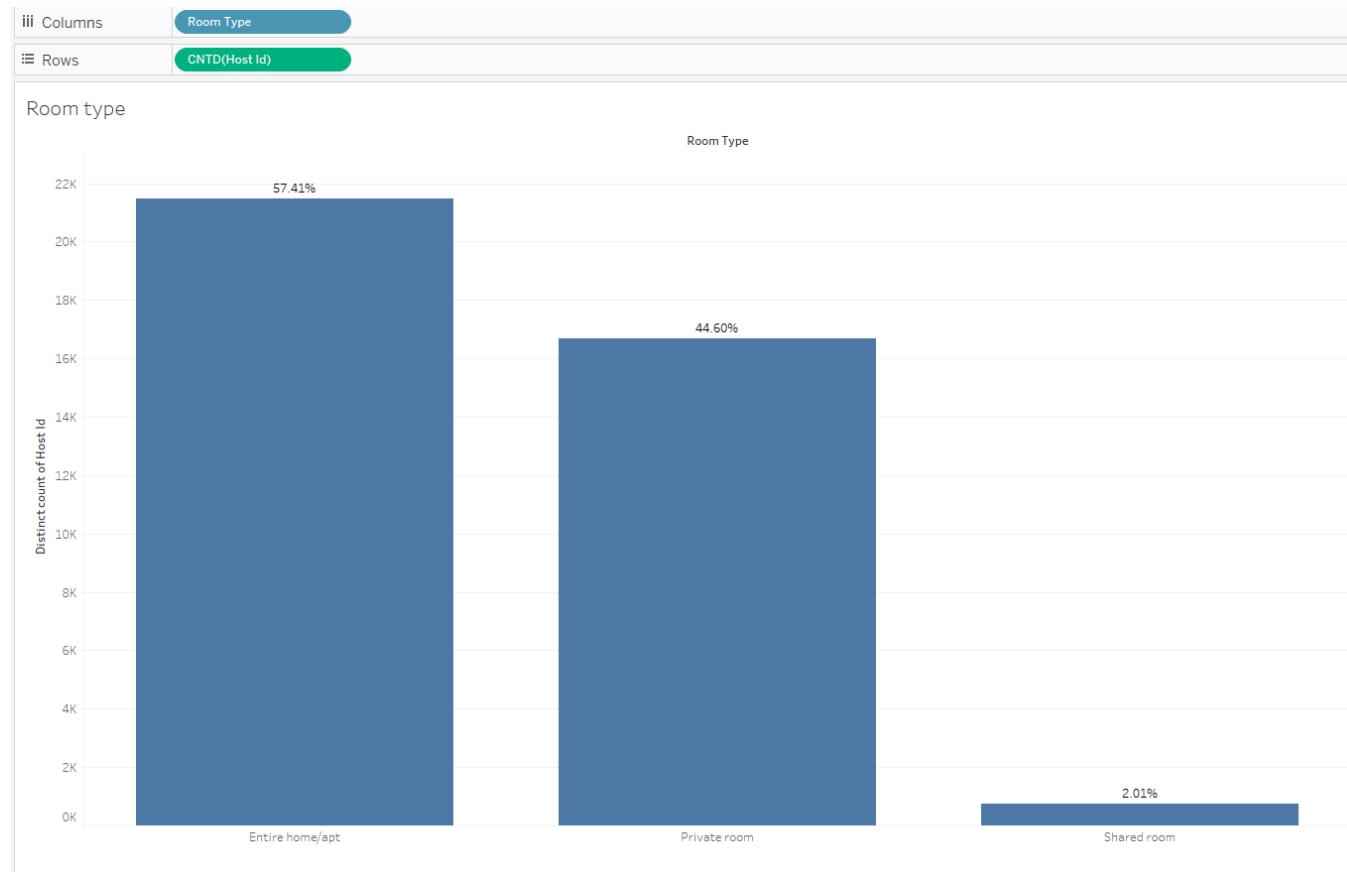 Columns
Room Type
Rows
CNTD(Host Id)
Room type
Room Type
22K
20K
18K
16K
14K
12K
10K
8K
6K
4K
2K
0K
Distinct count of Host Id
57.41%
44.60%
2.01%
Entire home/apt
Private room
Shared room